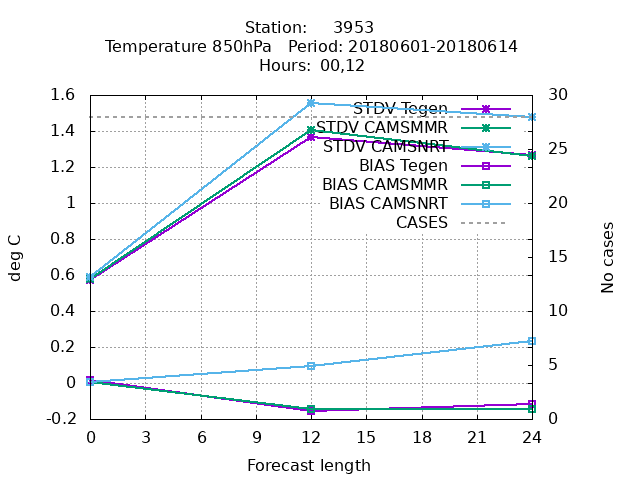 Station:     3953
Temperature 850hPa   Period: 20180601-20180614
Hours:  00,12
1.6
1.4
1.2
1
0.8
0.6
0.4
0.2
0
-0.2
deg C
STDV Tegen
STDV CAMSMMR
STDV CAMSNRT
BIAS Tegen
BIAS CAMSMMR
BIAS CAMSNRT
CASES
30
25
20
15
10
5
0
No cases
0 3 6 9 12 15 18 21 24
Forecast length